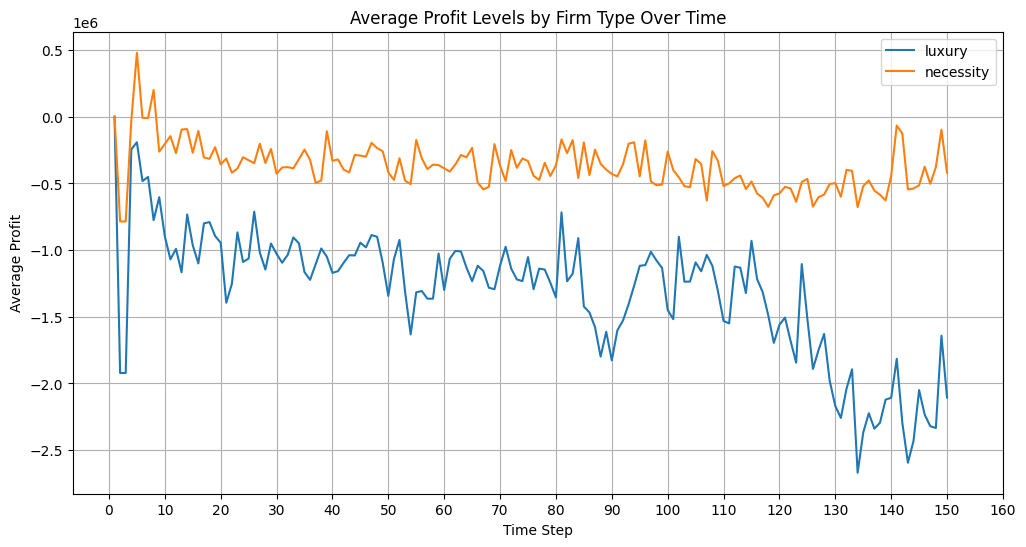 Average Profit Levels by Firm Type Over Time
1e6
luxury
necessity
0.5
0.0
−0.5
−1.0
−1.5
−2.0
−2.5
Average Profit
0 10 20 30 40 50 60 70 80 90 100 110 120 130 140 150 160
Time Step